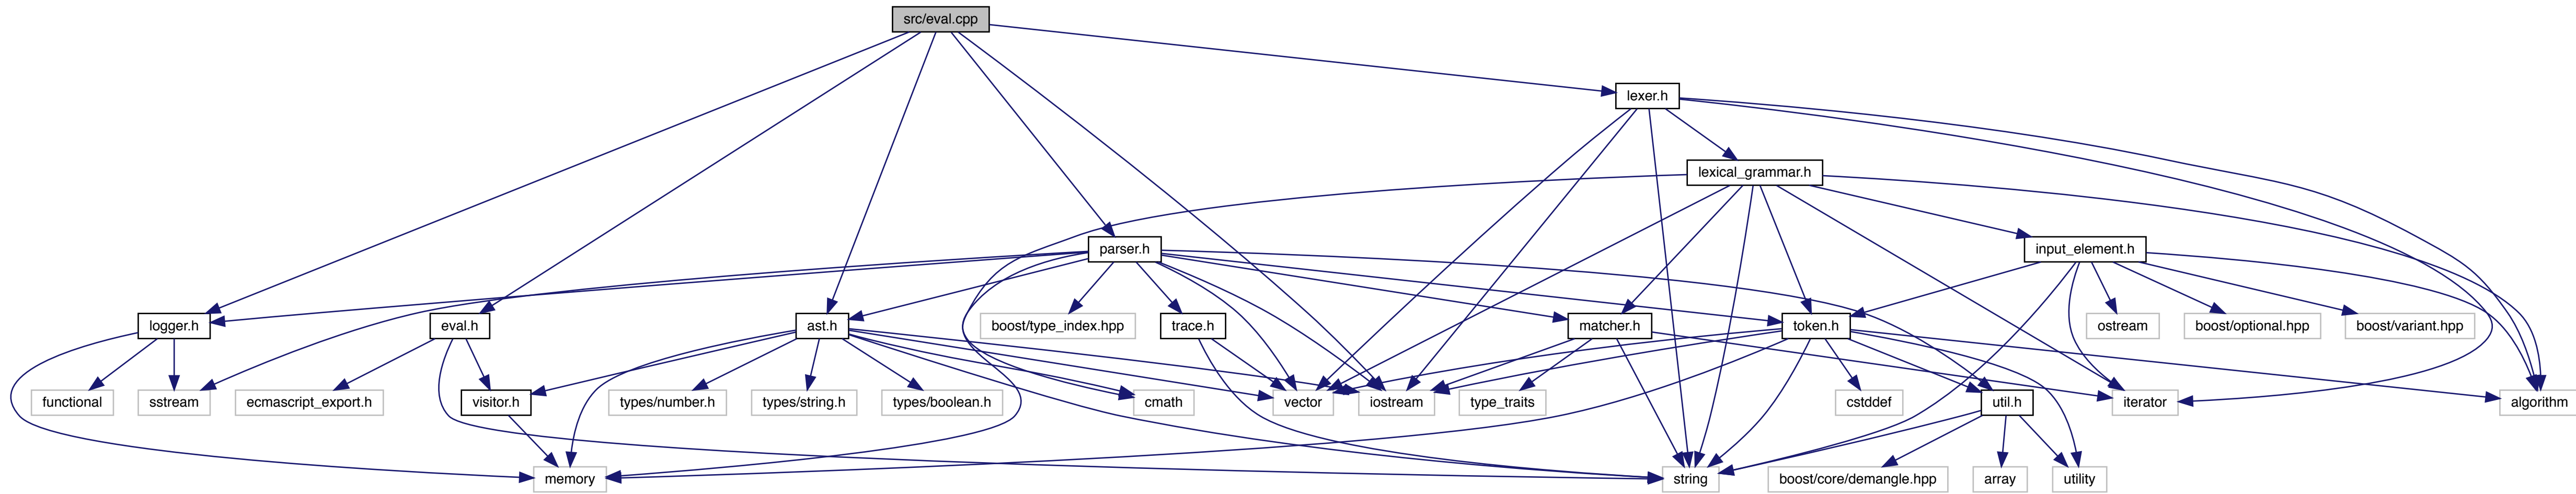 src/eval.cpp
lexer.h
lexical_grammar.h
parser.h
input_element.h
logger.h
eval.h
ast.h
boost/type_index.hpp
trace.h
matcher.h
token.h
ostream
boost/optional.hpp
boost/variant.hpp
functional
sstream
ecmascript_export.h
visitor.h
types/number.h
types/string.h
types/boolean.h
cmath
vector
iostream
type_traits
cstddef
util.h
iterator
algorithm
memory
string
boost/core/demangle.hpp
array
utility